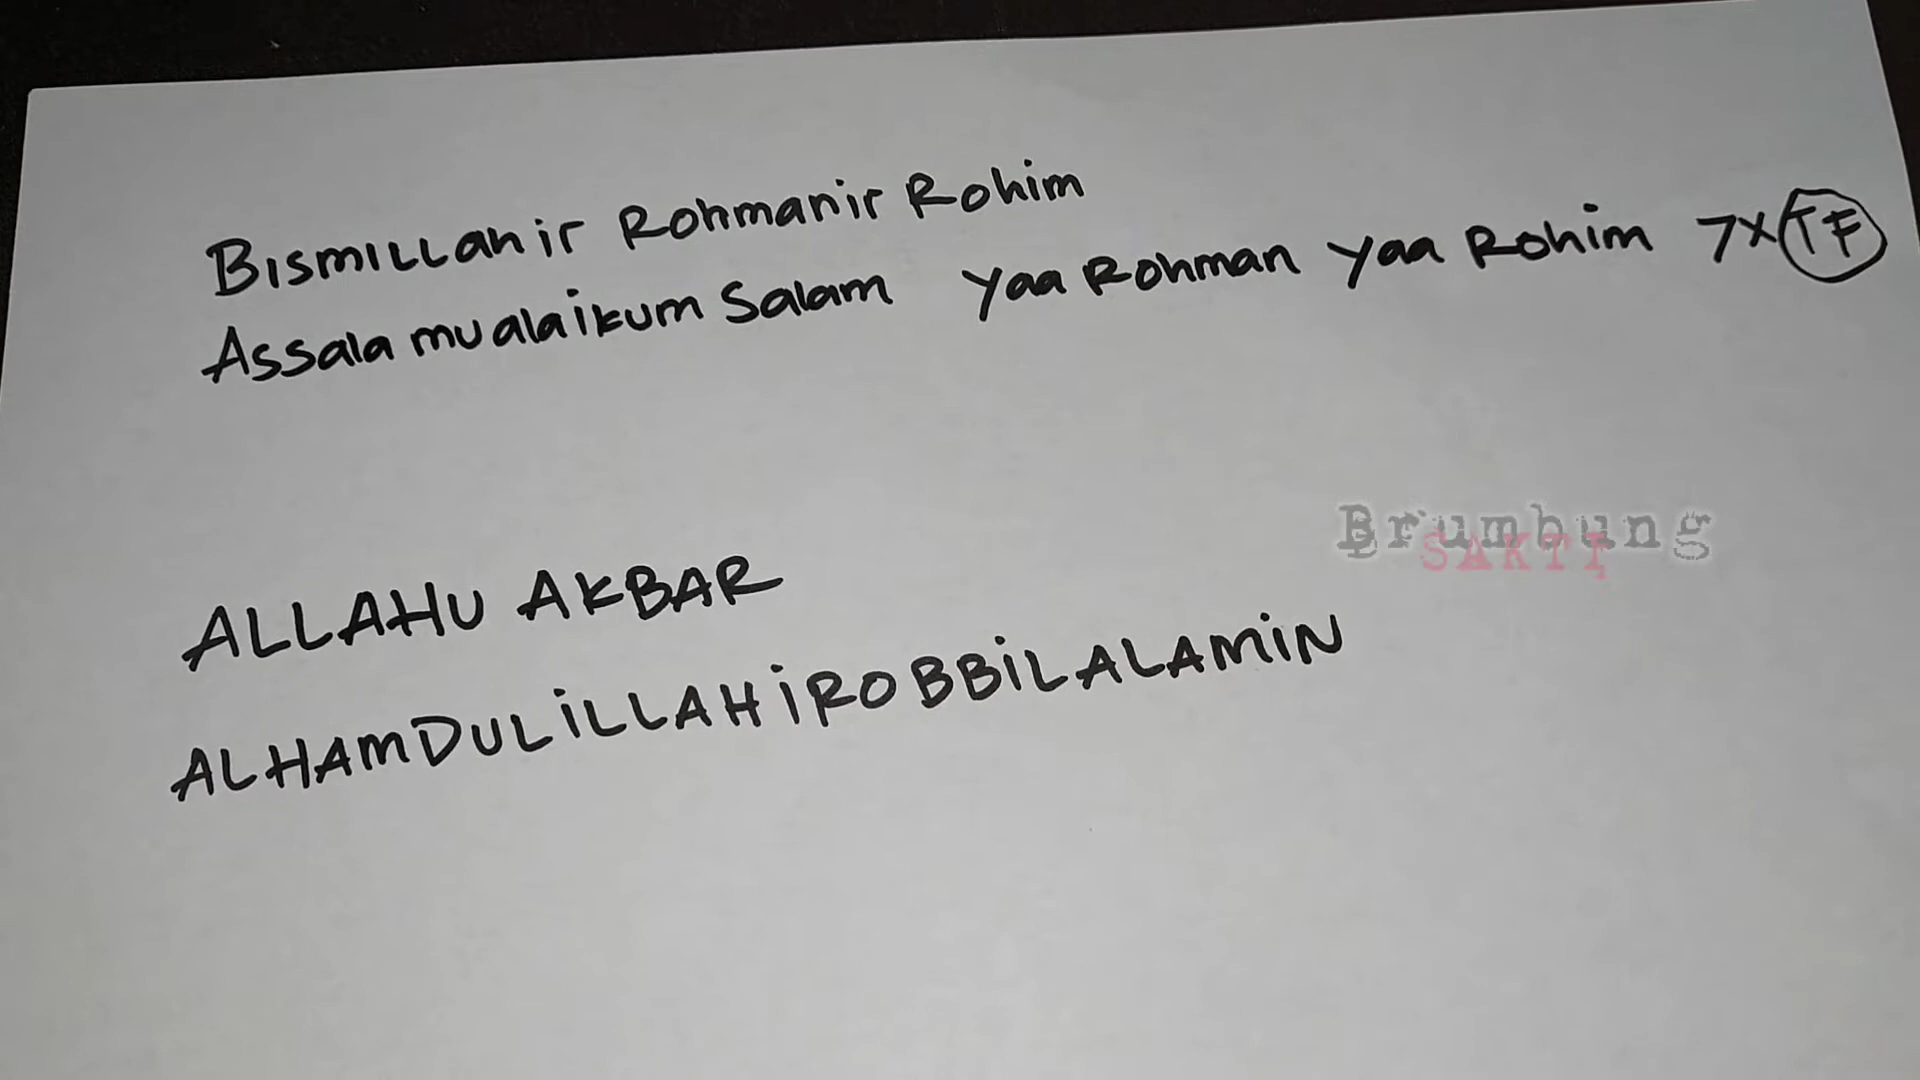 Bismillahir Rohmanir Rohim
Assalamualaikum Salam yaa Rohman yaa Rohim 7x TF
Brumbung
SAKTI
ALLAHU AKBAR
ALHAMDULiLLAHiROBBiLALAMiN